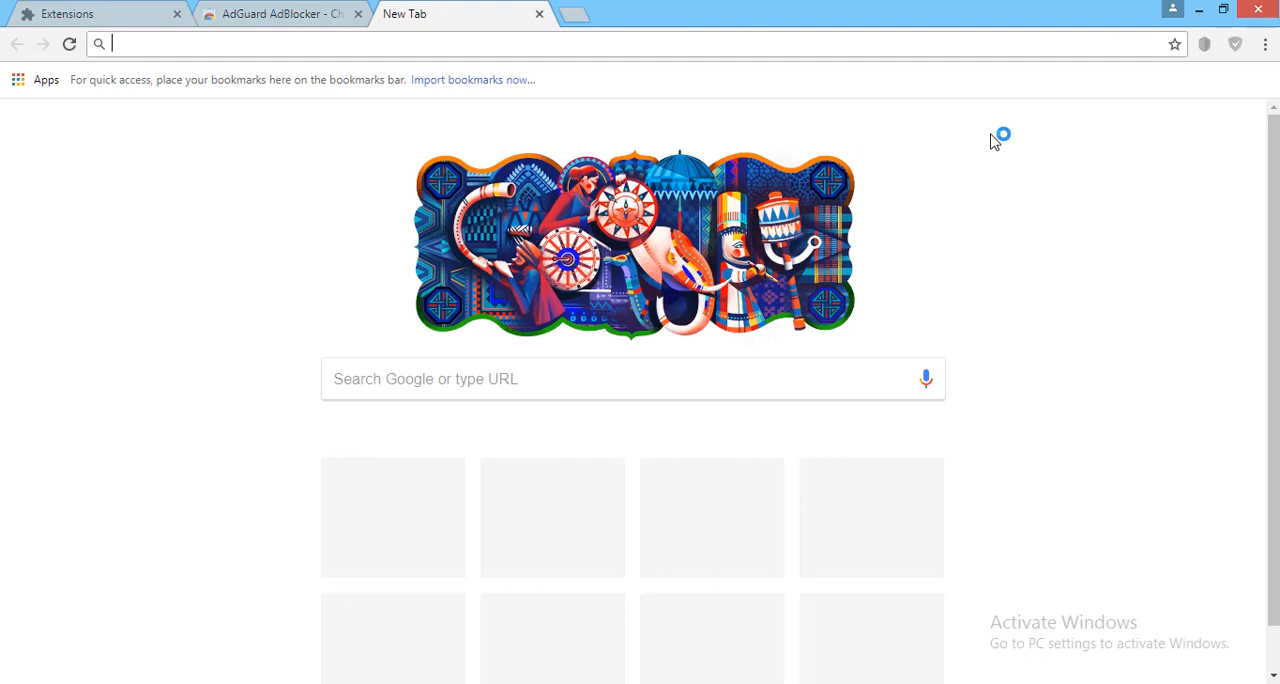 Extensions
AdGuard AdBlocker - Ch
New Tab
Apps
For quick access, place your bookmarks here on the bookmarks bar. Import bookmarks now...
Search Google or type URL
Activate Windows
Go to PC settings to activate Windows.